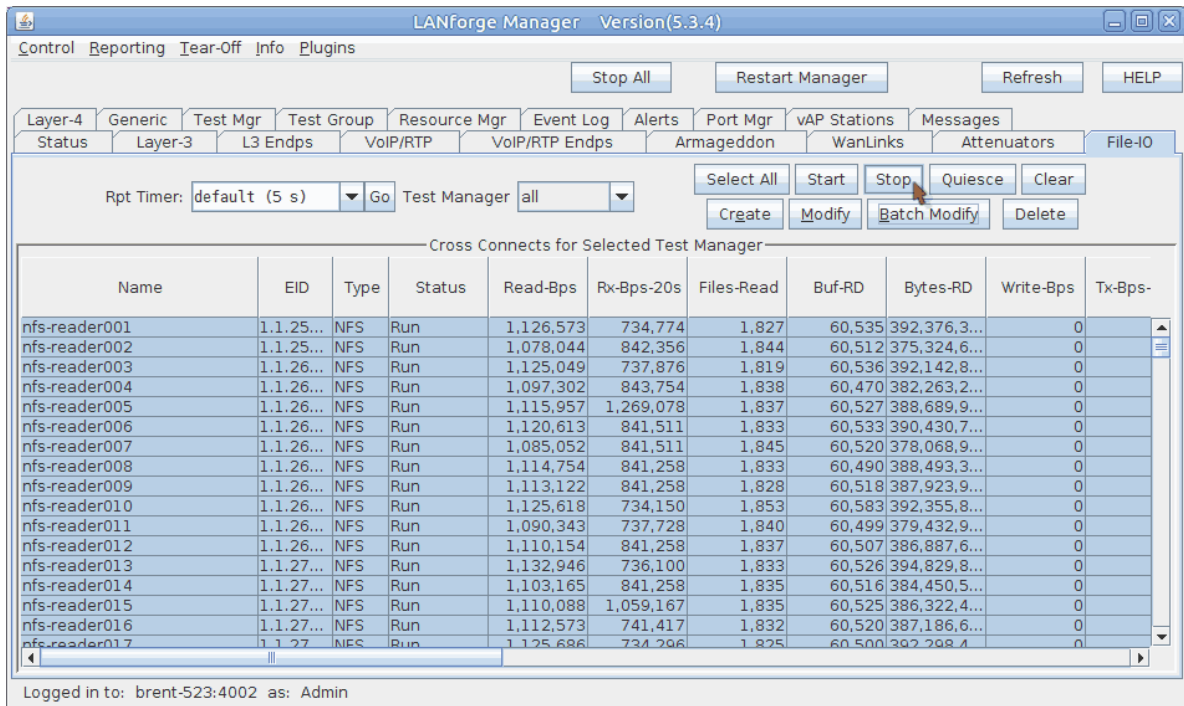 LANforge Manager Version(5.3.4)
Control Reporting Tear-Off Info Plugins
Stop All Restart Manager Refresh HELP
Layer-4 Generic Test Mgr Test Group Resource Mgr Event Log Alerts Port Mgr vAP Stations Messages
Status Layer-3 L3 Endps VoIP/RTP VoIP/RTP Endps Armageddon WanLinks Attenuators File-IO
Select All Start Stop Quiesce Clear
Rpt Timer: default (5 s) Go Test Manager all
Create Modify Batch Modify Delete
Cross Connects for Selected Test Manager
Name EID Type Status Read-Bps Rx-Bps-20s Files-Read Buf-RD Bytes-RD Write-Bps Tx-Bps-
nfs-reader001 1.1.25... NFS Run 1,126,573 734,774 1,827 60,535 392,376,3... 0
nfs-reader002 1.1.25... NFS Run 1,078,044 842,356 1,844 60,512 375,324,6... 0
nfs-reader003 1.1.26... NFS Run 1,125,049 737,876 1,819 60,536 392,142,8... 0
nfs-reader004 1.1.26... NFS Run 1,097,302 843,754 1,838 60,470 382,263,2... 0
nfs-reader005 1.1.26... NFS Run 1,115,957 1,269,078 1,837 60,527 388,689,9... 0
nfs-reader006 1.1.26... NFS Run 1,120,613 841,511 1,833 60,533 390,430,7... 0
nfs-reader007 1.1.26... NFS Run 1,085,052 841,511 1,845 60,520 378,068,9... 0
nfs-reader008 1.1.26... NFS Run 1,114,754 841,258 1,833 60,490 388,493,3... 0
nfs-reader009 1.1.26... NFS Run 1,113,122 841,258 1,828 60,518 387,923,9... 0
nfs-reader010 1.1.26... NFS Run 1,125,618 734,150 1,853 60,583 392,355,8... 0
nfs-reader011 1.1.26... NFS Run 1,090,343 737,728 1,840 60,499 379,432,9... 0
nfs-reader012 1.1.26... NFS Run 1,110,154 841,258 1,837 60,507 386,887,6... 0
nfs-reader013 1.1.27... NFS Run 1,132,946 736,100 1,833 60,526 394,829,8... 0
nfs-reader014 1.1.27... NFS Run 1,103,165 841,258 1,835 60,516 384,450,5... 0
nfs-reader015 1.1.27... NFS Run 1,110,088 1,059,167 1,835 60,525 386,322,4... 0
nfs-reader016 1.1.27... NFS Run 1,112,573 741,417 1,832 60,520 387,186,6... 0
nfs-reader017 1.1.27... NFS Run 1,125,686 734,296 1,825 60,500 392,298,4... 0
Logged in to: brent-523:4002 as: Admin